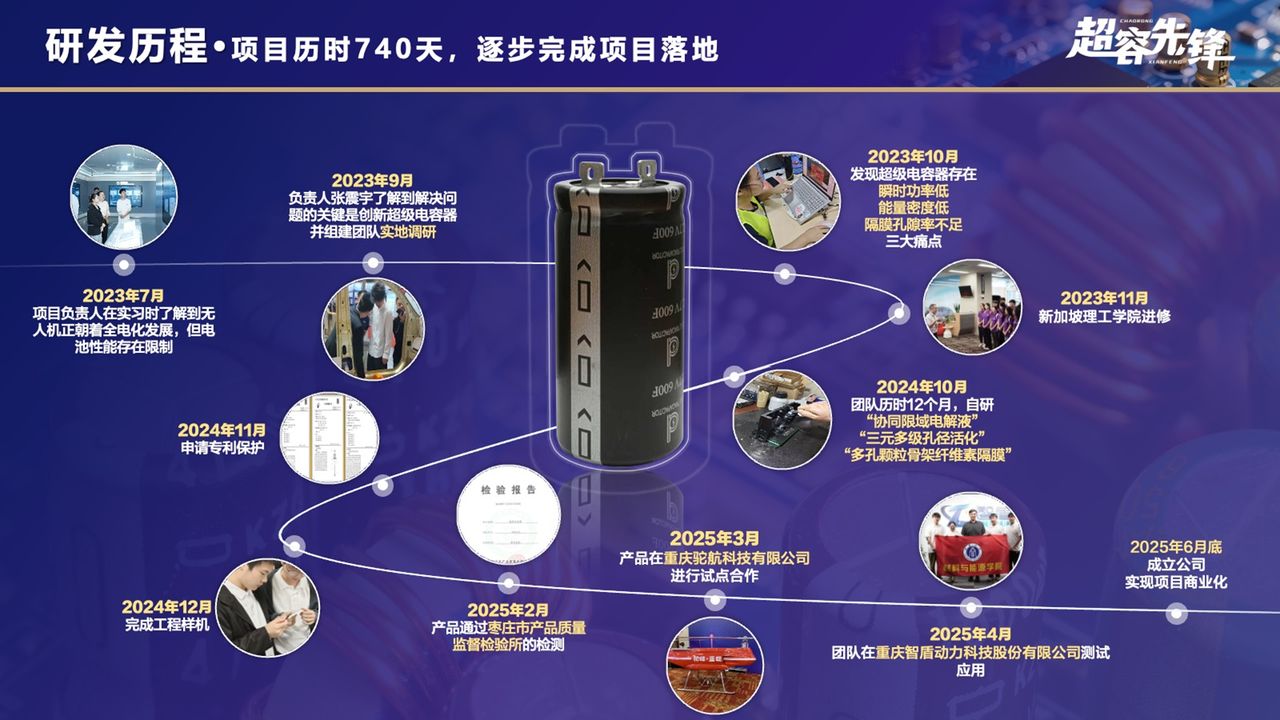 研发历程•项目历时740天，逐步完成项目落地
CHAORONG
超容先锋
XIANFENG
2023年7月
项目负责人在实习时了解到无
人机正朝着全电化发展，但电
池性能存在限制
2023年9月
负责人张震宇了解到解决问
题的关键是创新超级电容器
并组建团队实地调研
2023年10月
发现超级电容器存在
瞬时功率低
能量密度低
隔膜孔隙率不足
三大痛点
2023年11月
新加坡理工学院进修
2024年10月
团队历时12个月，自研
“协同限域电解液”
“三元多级孔径活化”
“多孔颗粒骨架纤维素隔膜”
2024年11月
申请专利保护
2024年12月
完成工程样机
检验报告
2025年2月
产品通过枣庄市产品质量
监督检验所的检测
2025年3月
产品在重庆驼航科技有限公司
进行试点合作
材料与能源学院
2025年4月
团队在重庆智盾动力科技股份有限公司测试
应用
2025年6月底
成立公司
实现项目商业化